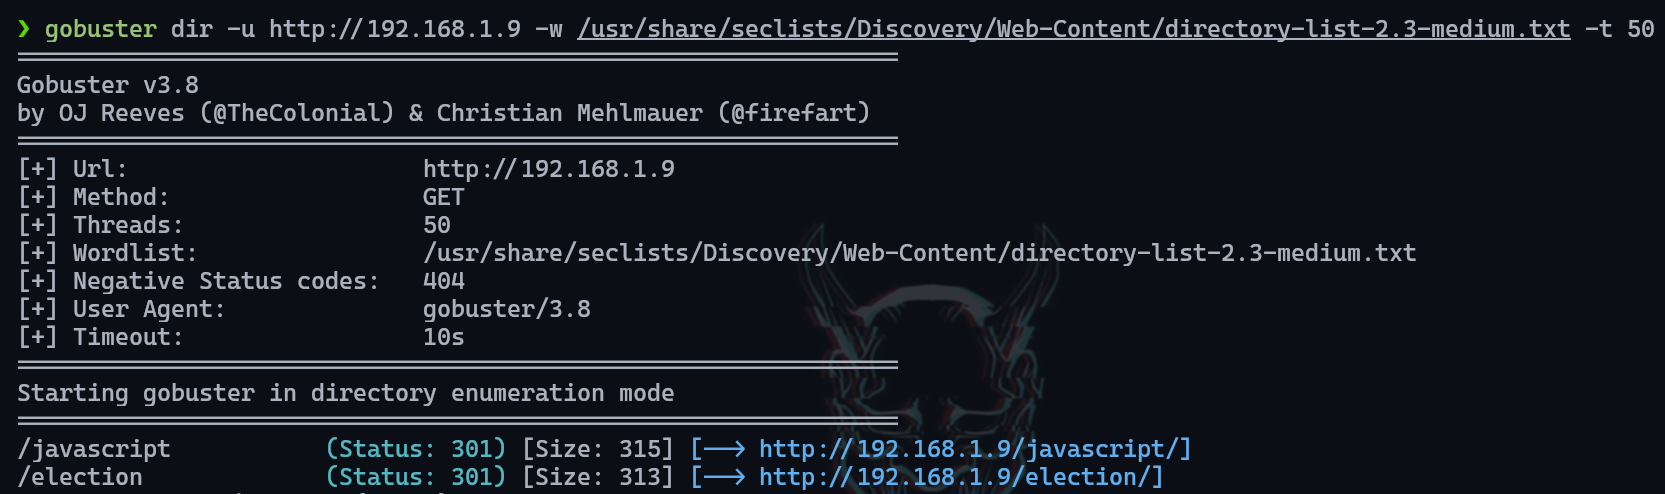 ❯ gobuster dir -u http://192.168.1.9 -w /usr/share/seclists/Discovery/Web-Content/directory-list-2.3-medium.txt -t 50
===============================================================
Gobuster v3.8
by OJ Reeves (@TheColonial) & Christian Mehlmauer (@firefart)
===============================================================
[+] Url:                     http://192.168.1.9
[+] Method:                  GET
[+] Threads:                 50
[+] Wordlist:                /usr/share/seclists/Discovery/Web-Content/directory-list-2.3-medium.txt
[+] Negative Status codes:   404
[+] User Agent:              gobuster/3.8
[+] Timeout:                 10s
===============================================================
Starting gobuster in directory enumeration mode
===============================================================
/javascript           (Status: 301) [Size: 315] [--> http://192.168.1.9/javascript/]
/election             (Status: 301) [Size: 313] [--> http://192.168.1.9/election/]